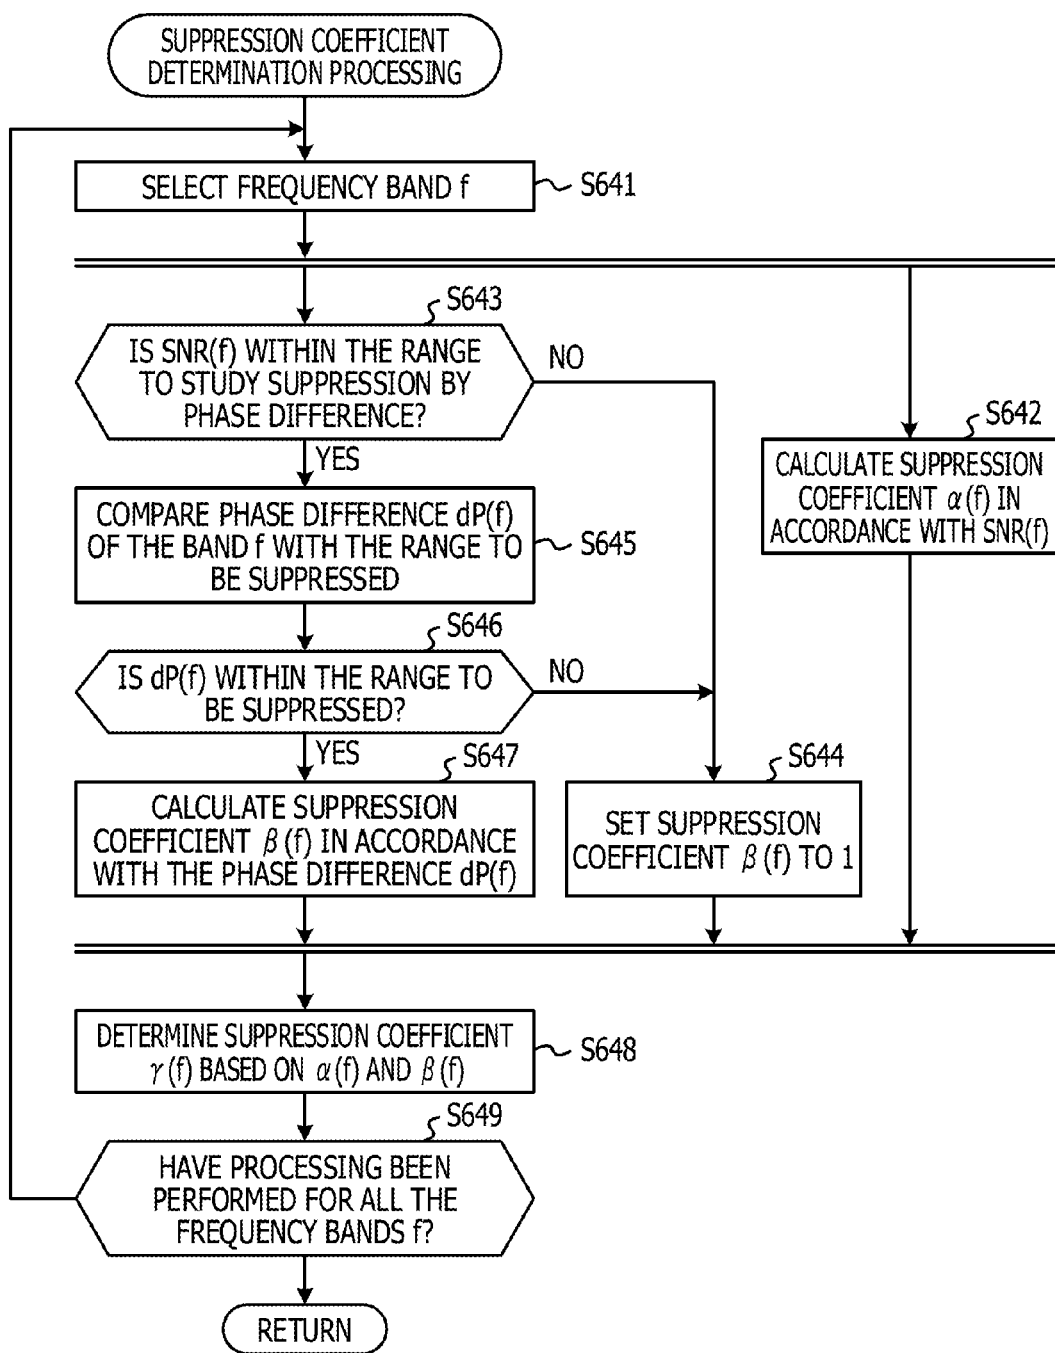 SUPPRESSION COEFFICIENT
DETERMINATION PROCESSING
SELECT FREQUENCY BAND f
S641
S643
IS SNR(f) WITHIN THE RANGE
TO STUDY SUPPRESSION BY
PHASE DIFFERENCE?
NO
YES
S642
CALCULATE SUPPRESSION
COEFFICIENT α(f) IN
ACCORDANCE WITH SNR(f)
COMPARE PHASE DIFFERENCE dP(f)
OF THE BAND f WITH THE RANGE TO
BE SUPPRESSED
S645
S646
IS dP(f) WITHIN THE RANGE TO
BE SUPPRESSED?
NO
YES
S647
CALCULATE SUPPRESSION
COEFFICIENT β(f) IN ACCORDANCE
WITH THE PHASE DIFFERENCE dP(f)
S644
SET SUPPRESSION
COEFFICIENT β(f) TO 1
DETERMINE SUPPRESSION COEFFICIENT
γ(f) BASED ON α(f) AND β(f)
S648
S649
HAVE PROCESSING BEEN
PERFORMED FOR ALL THE
FREQUENCY BANDS f?
RETURN